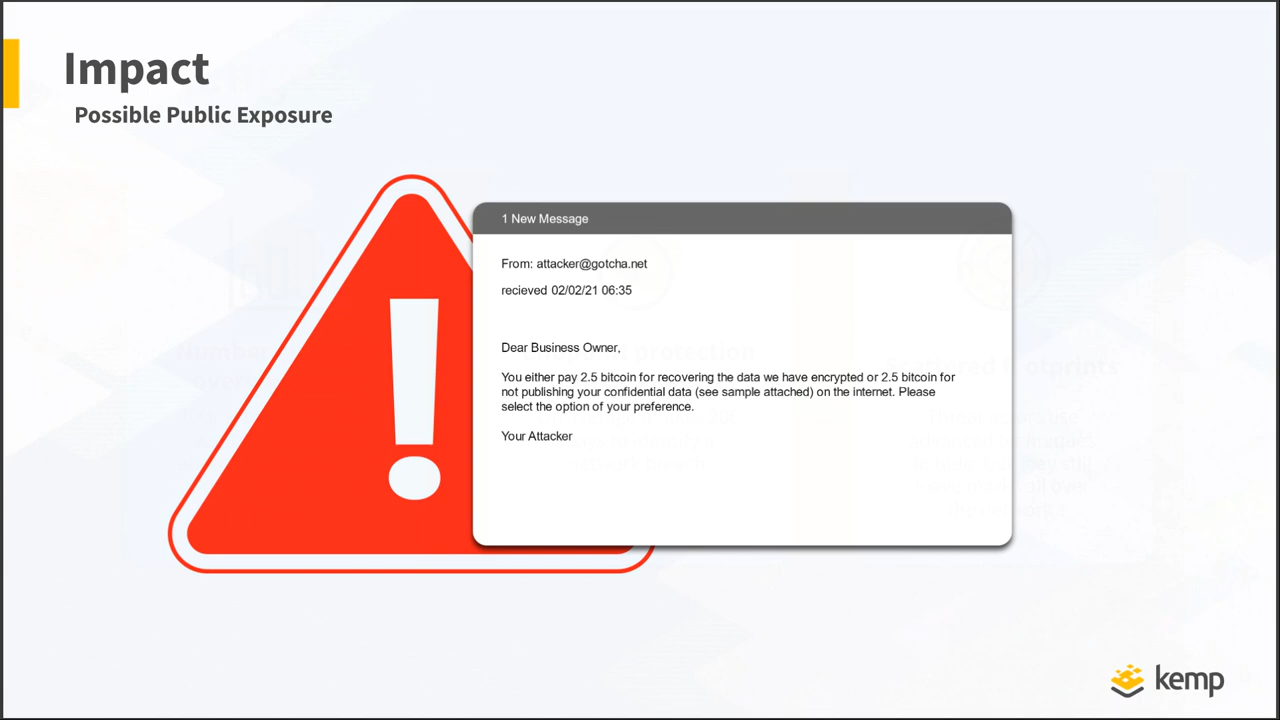 Impact
Possible Public Exposure
1 New Message
From: attacker@gotcha.net
recieved 02/02/21 06:35
Dear Business Owner,
You either pay 2.5 bitcoin for recovering the data we have encrypted or 2.5 bitcoin for
not publishing your confidential data (see sample attached) on the internet. Please
select the option of your preference.
Your Attacker
protection
kemp